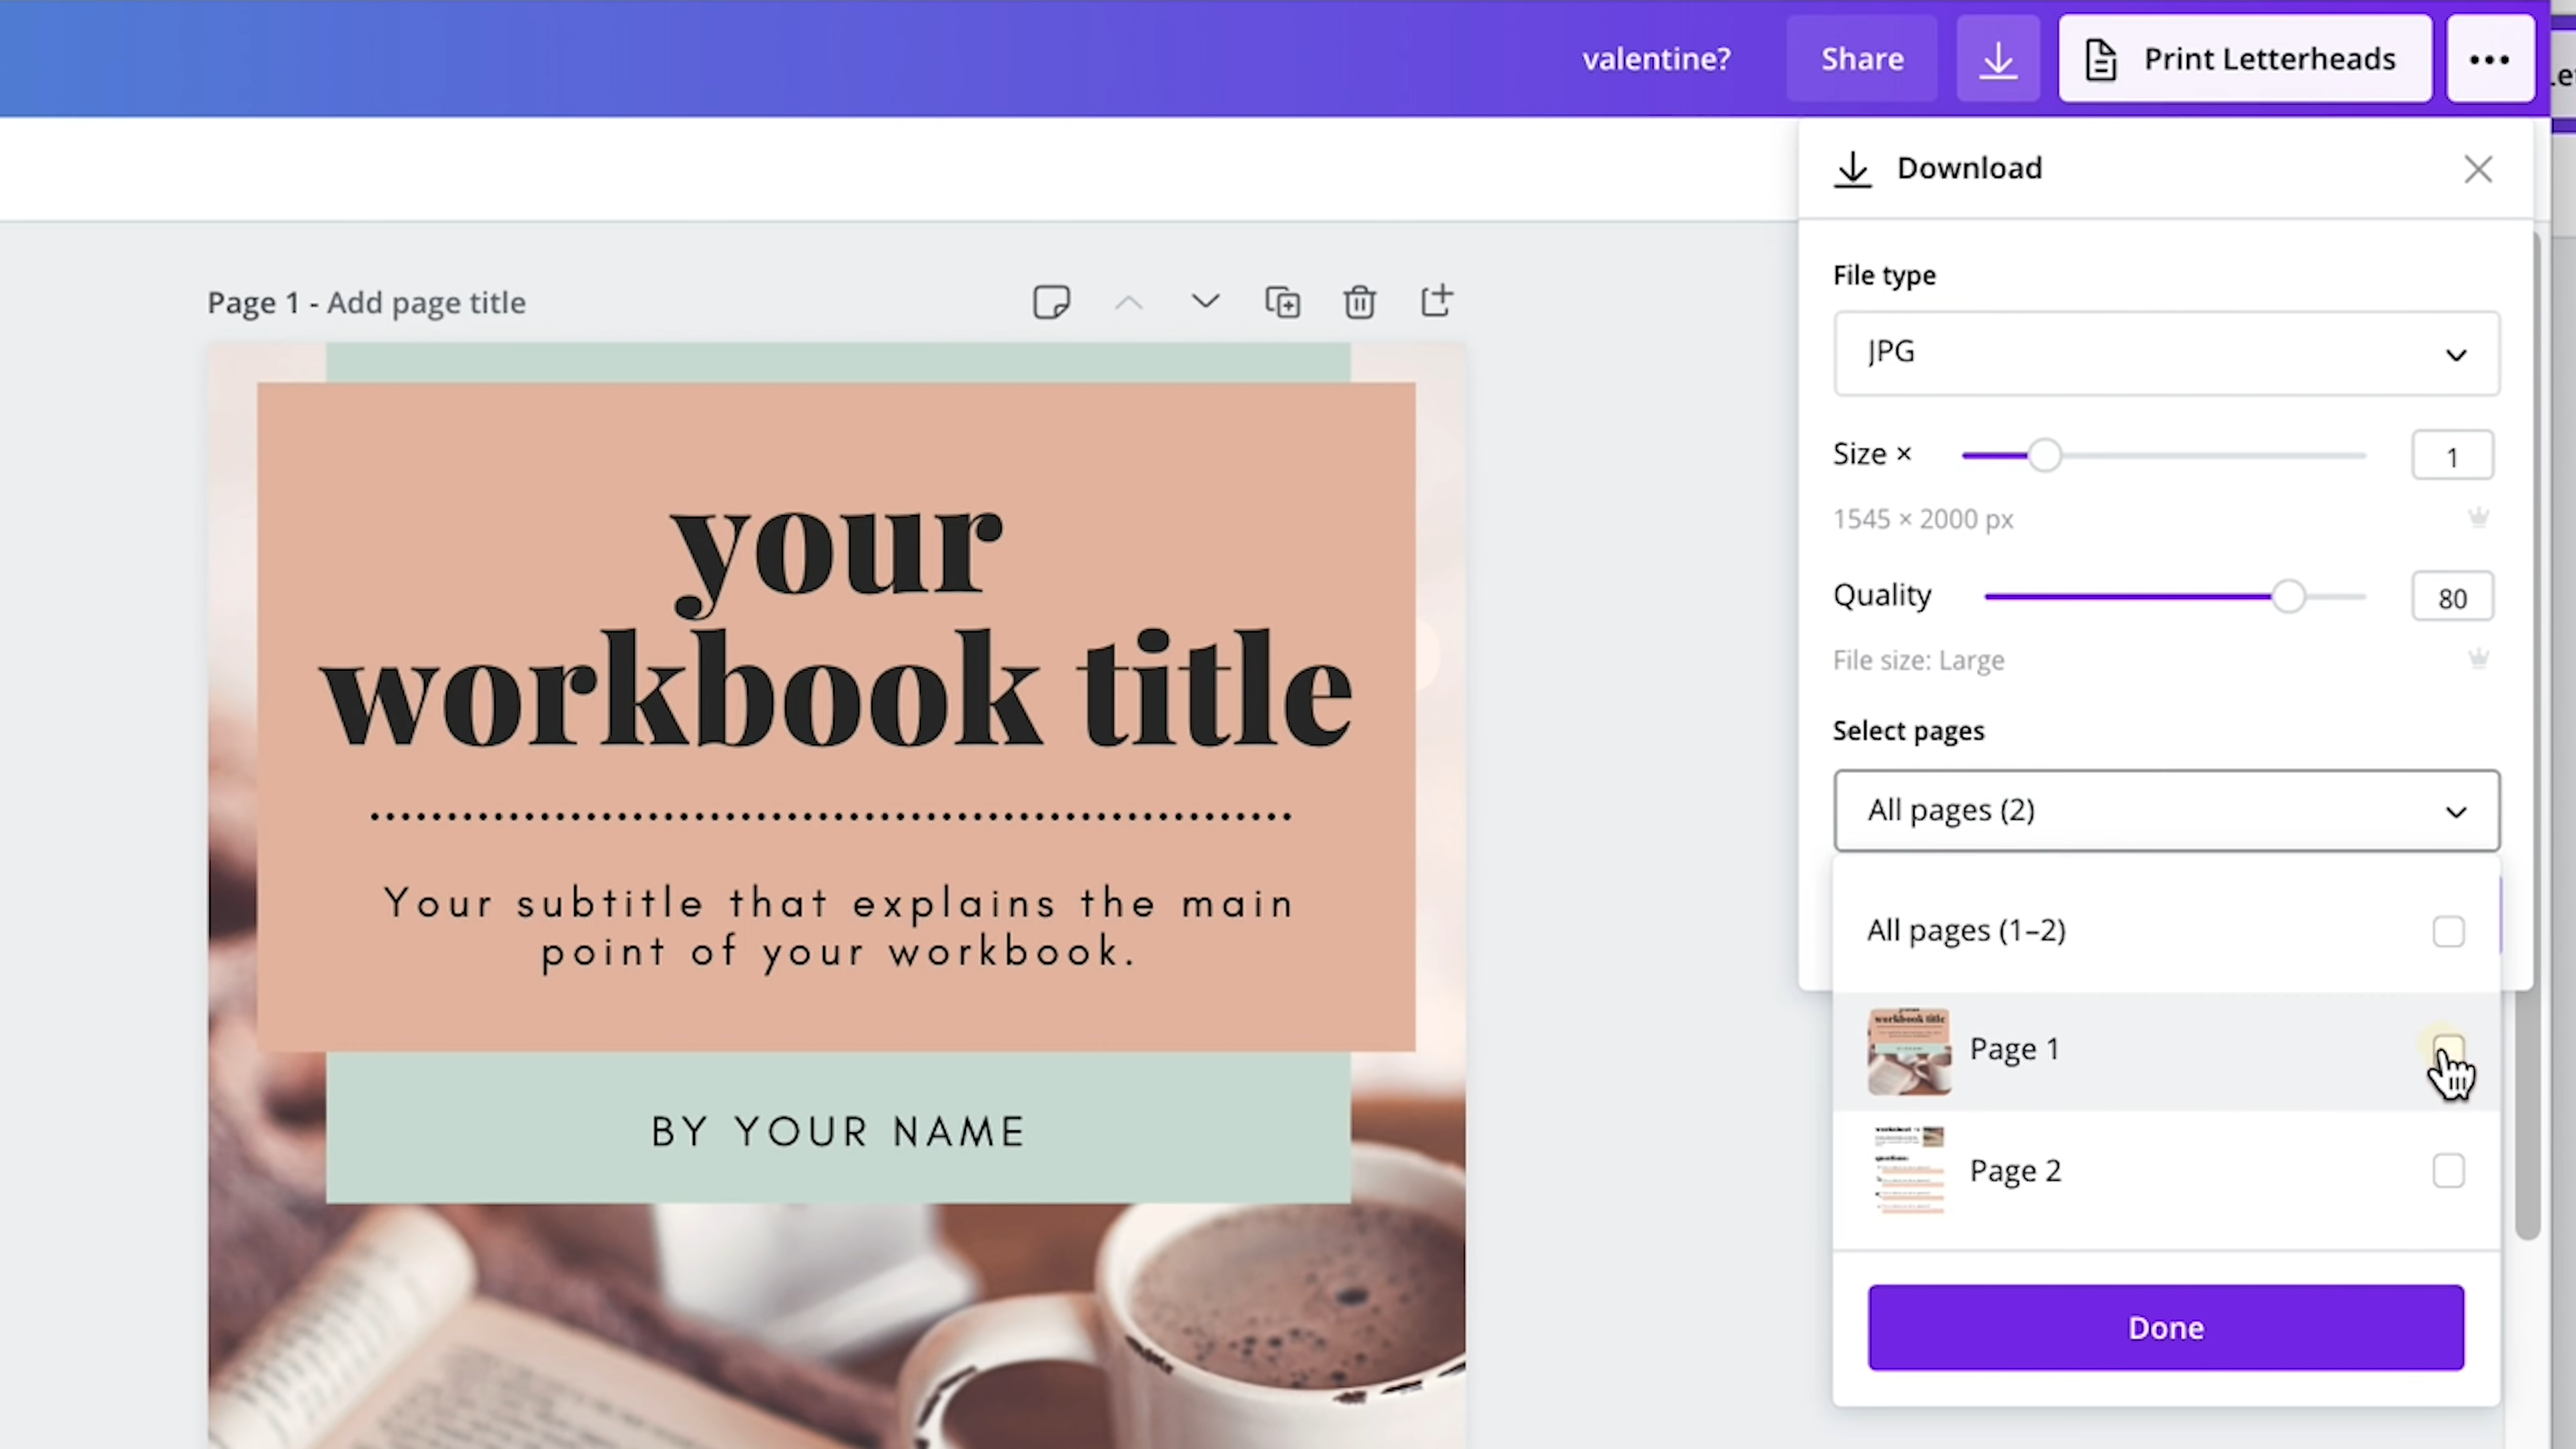 valentine?
Share
Print Letterheads
Download
File type
JPG
Size ×
1
1545 × 2000 px
Quality
80
File size: Large
Select pages
All pages (2)
All pages (1–2)
Page 1
Page 2
Done
Page 1 - Add page title
your
workbook title
Your subtitle that explains the main
point of your workbook.
BY YOUR NAME
workbook title